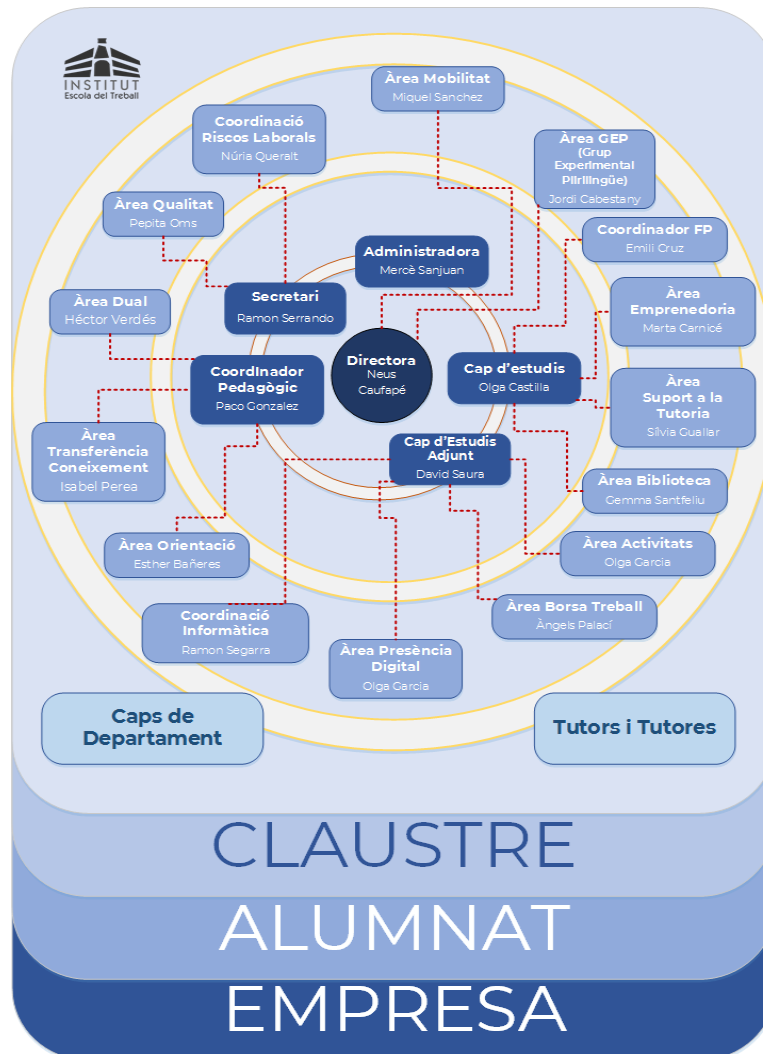 INSTITUT
Escola del Treball
Àrea Mobilitat
Miquel Sanchez
Coordinació
Riscos Laborals
Núria Queralt
Àrea GEP
(Grup
Experimental
Plirilingüe)
Jordi Cabestany
Àrea Qualitat
Pepita Oms
Coordinador FP
Emili Cruz
Administradora
Mercè Sanjuan
Secretari
Ramon Serrando
Àrea Dual
Héctor Verdés
Àrea
Emprenedoria
Marta Carnicé
Directora
Neus
Caufapé
Coordinador
Pedagògic
Paco Gonzalez
Cap d'estudis
Olga Castilla
Àrea
Suport a la
Tutoria
Sílvia Guallar
Àrea
Transferència
Coneixement
Isabel Perea
Cap d'Estudis
Adjunt
David Saura
Àrea Biblioteca
Gemma Santfeliu
Àrea Orientació
Esther Bañeres
Àrea Activitats
Olga Garcia
Coordinació
Informàtica
Ramon Segarra
Àrea Borsa Treball
Àngels Palací
Àrea Presència
Digital
Olga Garcia
Caps de
Departament
Tutors i Tutores
CLAUSTRE
ALUMNAT
EMPRESA